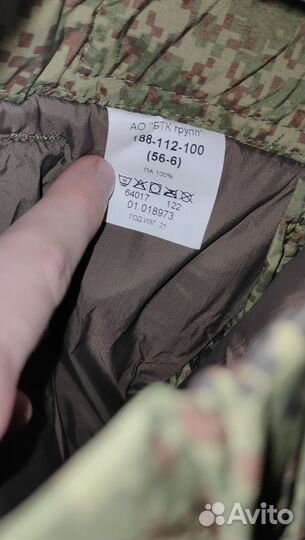 АО "БТК групп"
188-112-100
(56-6)
ПА 100%
64017 122
01 018973
ГОД ИЗГ. 21
Avito